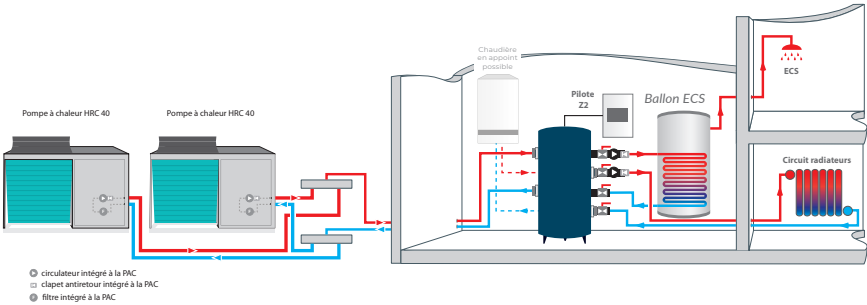 Chaudière
en appoint
possible
ECS
Pilote
Z2
Ballon ECS
Pompe à chaleur HRC 40
Pompe à chaleur HRC 40
Circuit radiateurs
circulateur intégré à la PAC
clapet antiretour intégré à la PAC
filtre intégré à la PAC